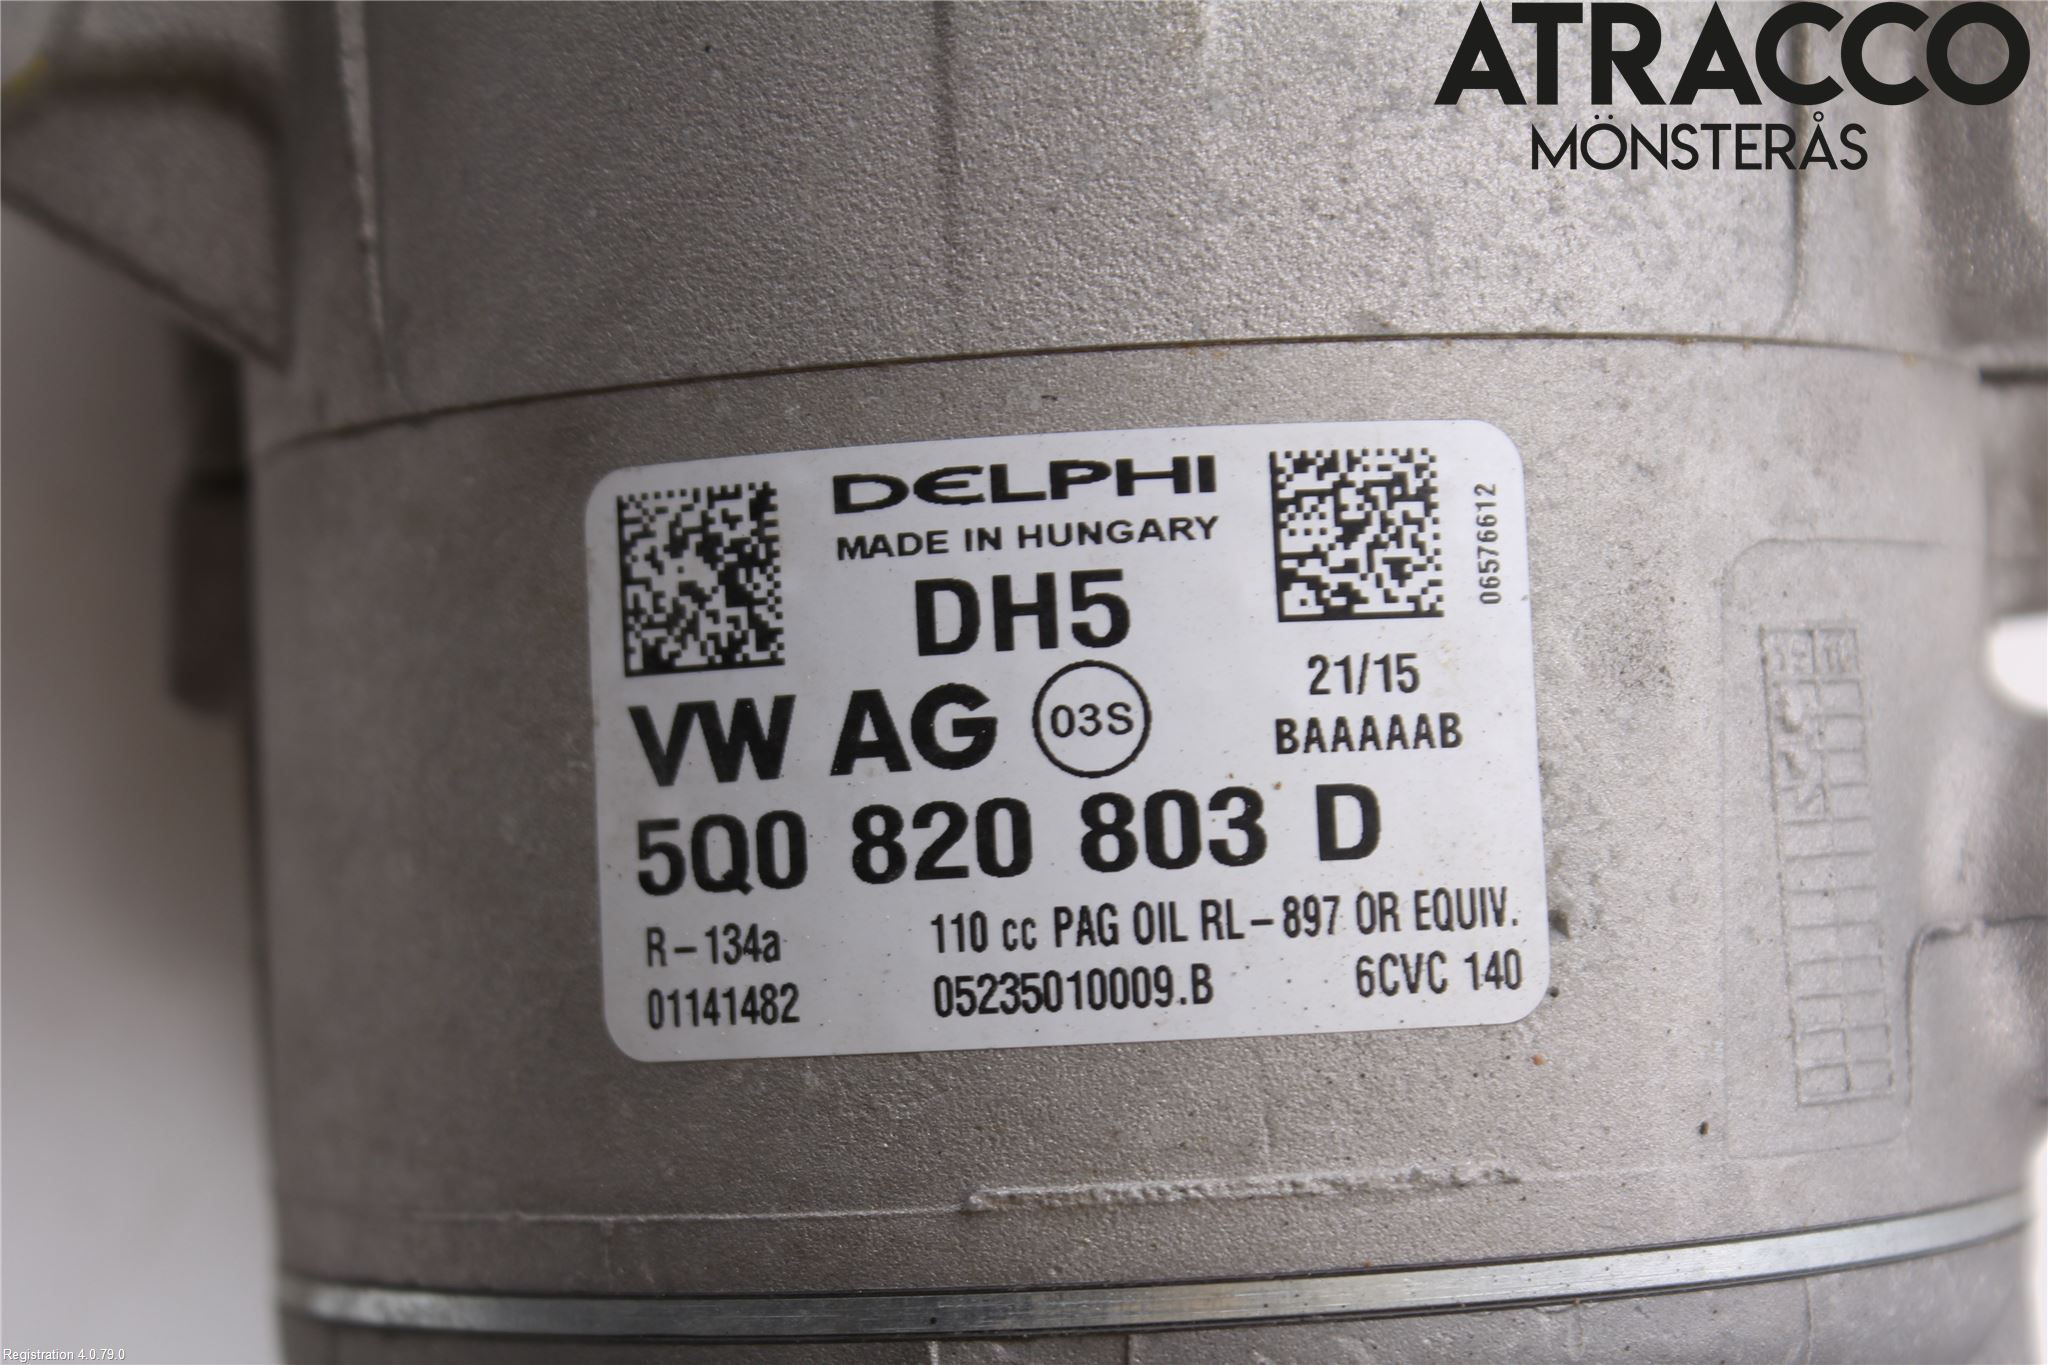 ATRACCO
MÖNSTERÅS
DELPHI
MADE IN HUNGARY
06576612
DH5
21/15
VW AG 03S
BAAAAAB
5Q0 820 803 D
R-134a 110 cc PAG OIL RL-897 OR EQUIV.
01141482 05235010009.B 6CVC 140
Registration 4.0.79.0